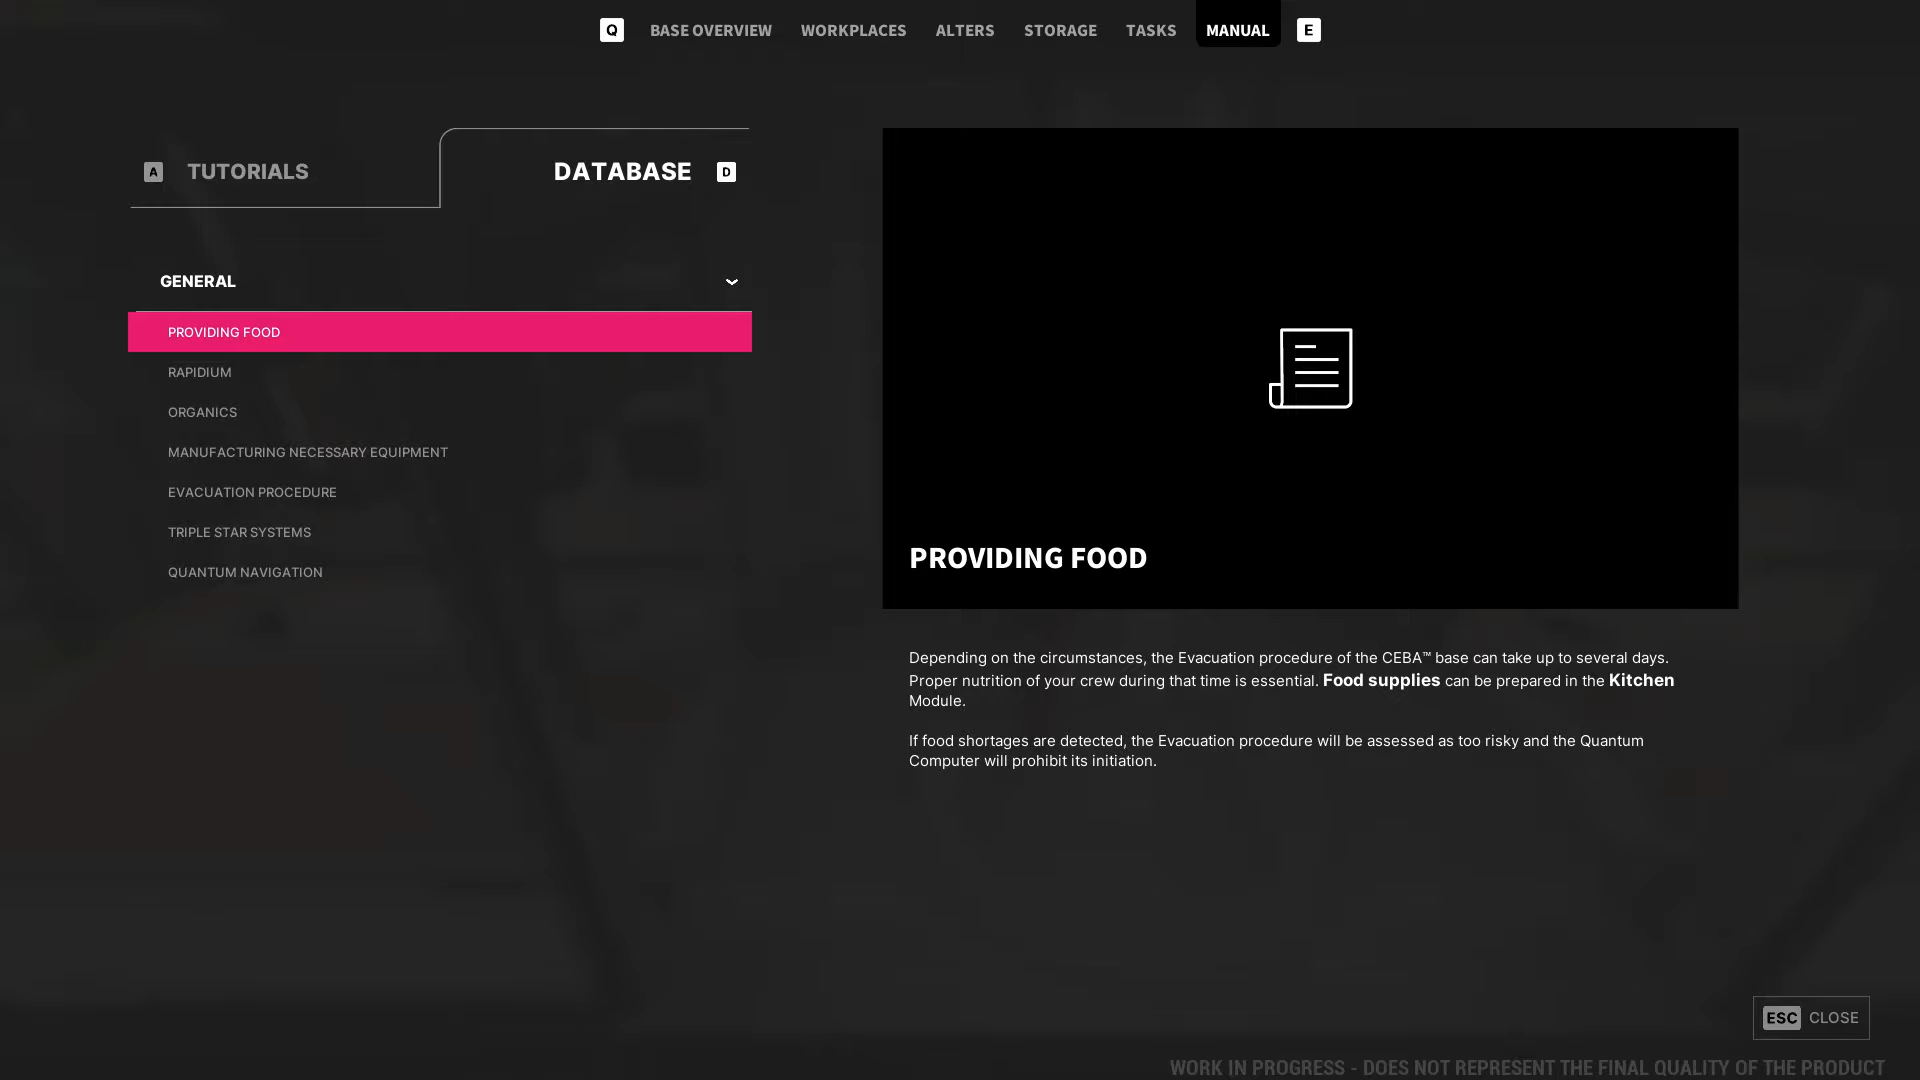 Q BASE OVERVIEW WORKPLACES ALTERS STORAGE TASKS MANUAL E
A TUTORIALS DATABASE D
GENERAL
PROVIDING FOOD
RAPIDIUM
ORGANICS
MANUFACTURING NECESSARY EQUIPMENT
EVACUATION PROCEDURE
TRIPLE STAR SYSTEMS
QUANTUM NAVIGATION
PROVIDING FOOD
Depending on the circumstances, the Evacuation procedure of the CEBA™ base can take up to several days.
Proper nutrition of your crew during that time is essential. Food supplies can be prepared in the Kitchen
Module.
If food shortages are detected, the Evacuation procedure will be assessed as too risky and the Quantum
Computer will prohibit its initiation.
ESC CLOSE
WORK IN PROGRESS - DOES NOT REPRESENT THE FINAL QUALITY OF THE PRODUCT